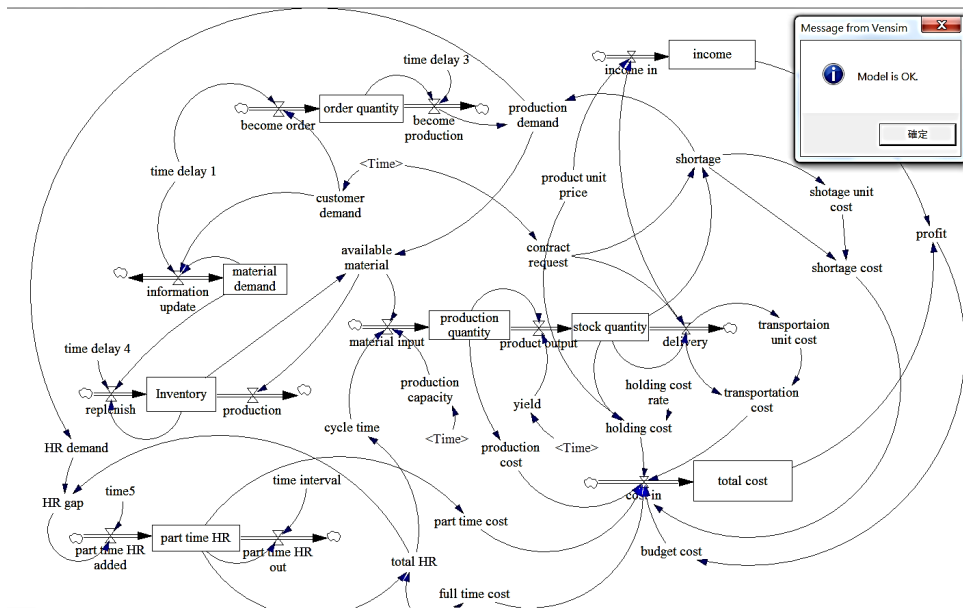 Message from Vensim
Model is OK.
確定
income
income in
time delay 3
order quantity
become order
become
production
production
demand
<Time>
time delay 1
customer
demand
product unit
price
shortage
shotage unit
cost
profit
available
material
contract
request
shortage cost
material
demand
information
update
production
quantity
stock quantity
transportaion
unit cost
material input
product output
delivery
time delay 4
Inventory
replenish
production
production
capacity
yield
holding cost
rate
transportation
cost
cycle time
<Time>
<Time>
holding cost
HR demand
production
cost
HR gap
time interval
total cost
cost in
time5
part time HR
part time cost
part time HR
added
part time HR
out
total HR
budget cost
full time cost